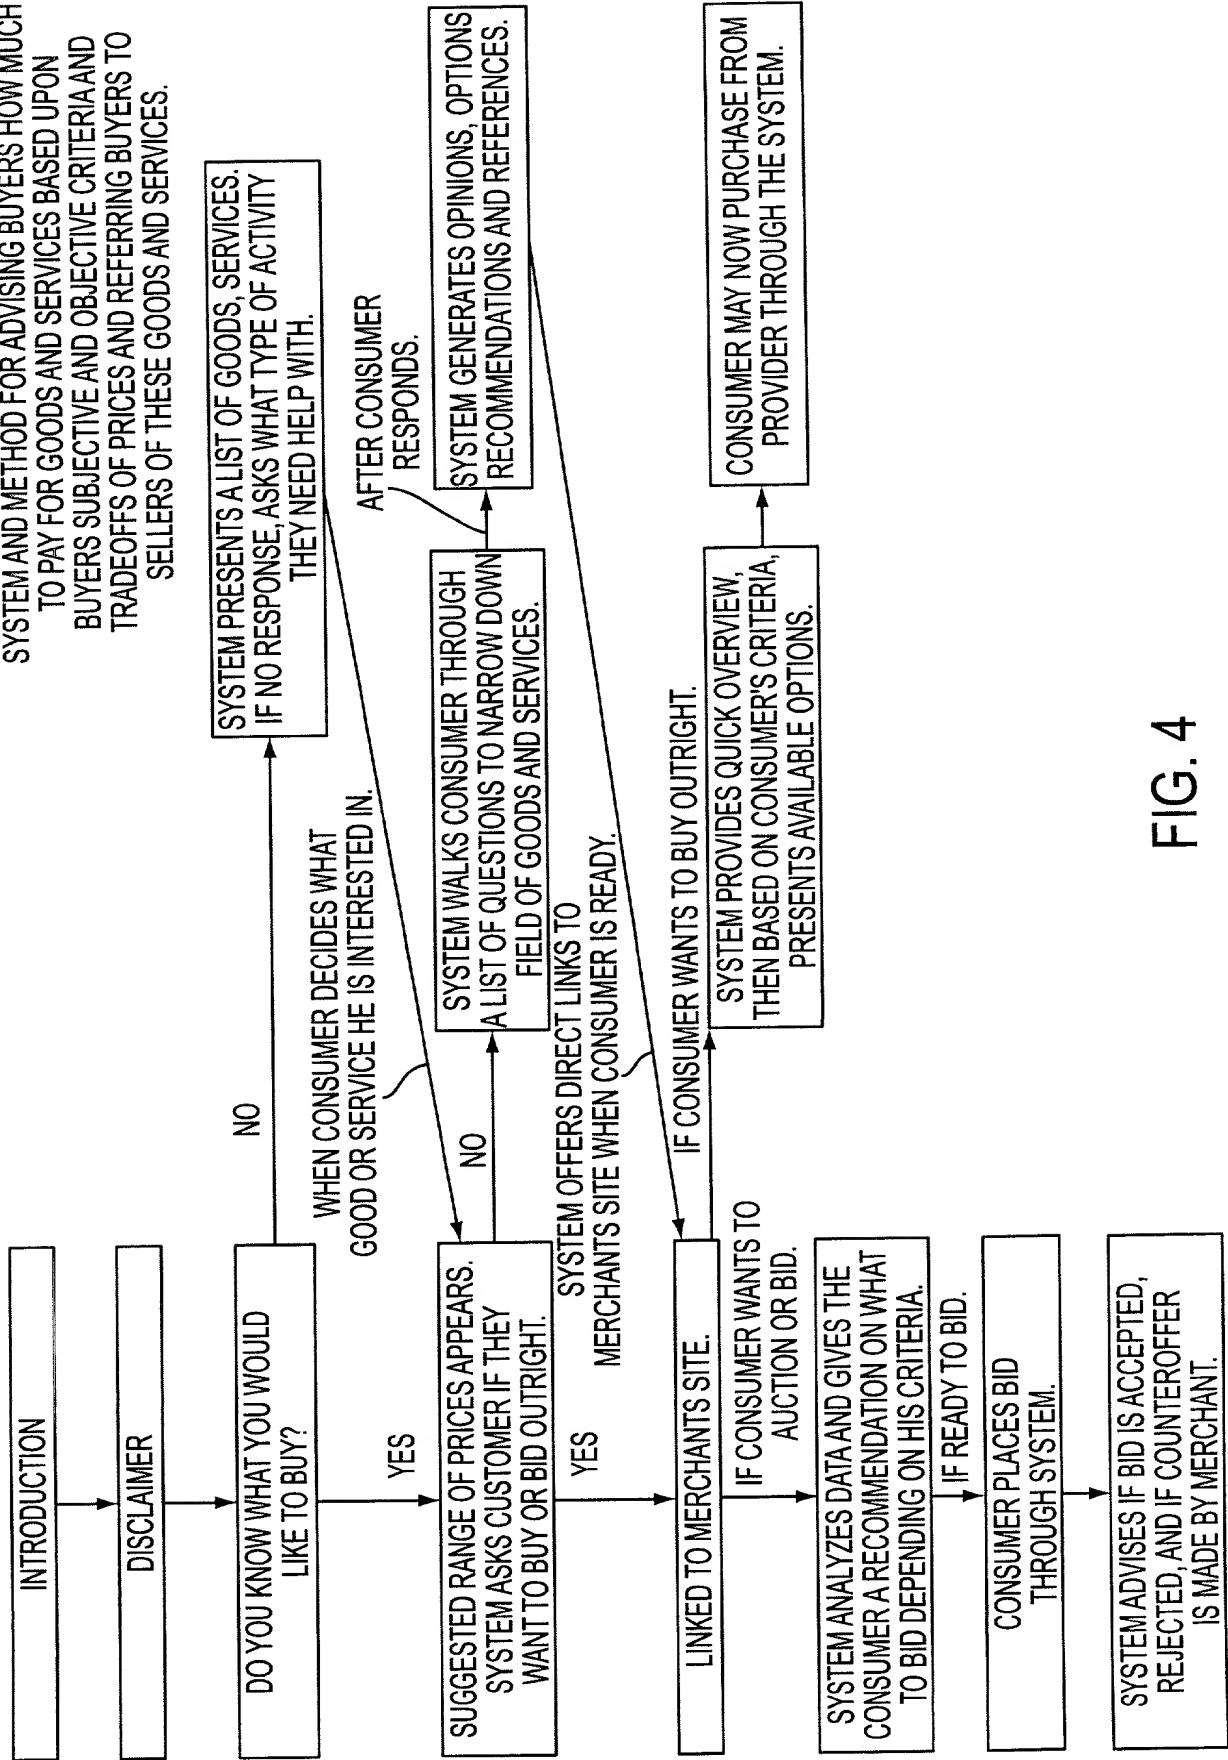 SYSTEM AND METHOD FOR ADVISING BUYERS HOW MUCH
TO PAY FOR GOODS AND SERVICES BASED UPON
BUYERS SUBJECTIVE AND OBJECTIVE CRITERIA AND
TRADEOFFS OF PRICES AND REFERRING BUYERS TO
SELLERS OF THESE GOODS AND SERVICES.
INTRODUCTION
DISCLAIMER
DO YOU KNOW WHAT YOU WOULD
LIKE TO BUY?
NO
SYSTEM PRESENTS A LIST OF GOODS, SERVICES.
IF NO RESPONSE, ASKS WHAT TYPE OF ACTIVITY
THEY NEED HELP WITH.
WHEN CONSUMER DECIDES WHAT
GOOD OR SERVICE HE IS INTERESTED IN.
YES
SUGGESTED RANGE OF PRICES APPEARS.
SYSTEM ASKS CUSTOMER IF THEY
WANT TO BUY OR BID OUTRIGHT.
NO
SYSTEM WALKS CONSUMER THROUGH
A LIST OF QUESTIONS TO NARROW DOWN
FIELD OF GOODS AND SERVICES.
AFTER CONSUMER
RESPONDS.
SYSTEM GENERATES OPINIONS, OPTIONS
RECOMMENDATIONS AND REFERENCES.
YES
SYSTEM OFFERS DIRECT LINKS TO
MERCHANTS SITE WHEN CONSUMER IS READY.
LINKED TO MERCHANTS SITE.
IF CONSUMER WANTS TO BUY OUTRIGHT.
SYSTEM PROVIDES QUICK OVERVIEW,
THEN BASED ON CONSUMER'S CRITERIA,
PRESENTS AVAILABLE OPTIONS.
CONSUMER MAY NOW PURCHASE FROM
PROVIDER THROUGH THE SYSTEM.
IF CONSUMER WANTS TO
AUCTION OR BID.
SYSTEM ANALYZES DATA AND GIVES THE
CONSUMER A RECOMMENDATION ON WHAT
TO BID DEPENDING ON HIS CRITERIA.
IF READY TO BID.
CONSUMER PLACES BID
THROUGH SYSTEM.
SYSTEM ADVISES IF BID IS ACCEPTED,
REJECTED, AND IF COUNTEROFFER
IS MADE BY MERCHANT.
FIG. 4